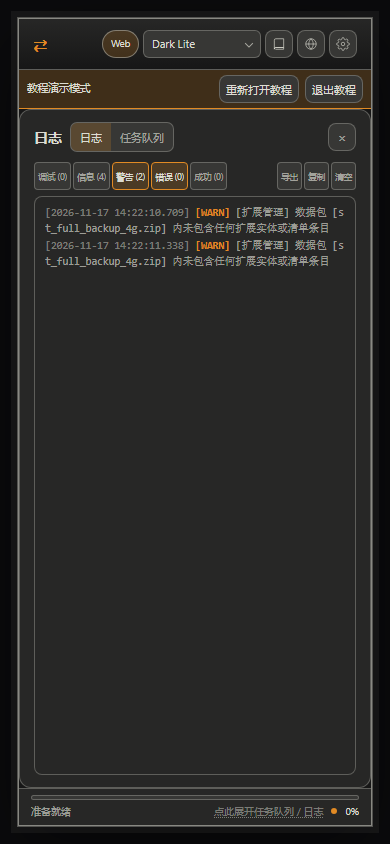 Web
Dark Lite
教程演示模式
重新打开教程
退出教程
日志
日志
任务队列
×
调试 (0)
信息 (4)
警告 (2)
错误 (0)
成功 (0)
导出
复制
清空
[2026-11-17 14:22:10.709] [WARN] [扩展管理] 数据包 [s
t_full_backup_4g.zip] 内未包含任何扩展实体或清单条目
[2026-11-17 14:22:11.338] [WARN] [扩展管理] 数据包 [s
t_full_backup_4g.zip] 内未包含任何扩展实体或清单条目
准备就绪
点此展开任务队列 / 日志
0%